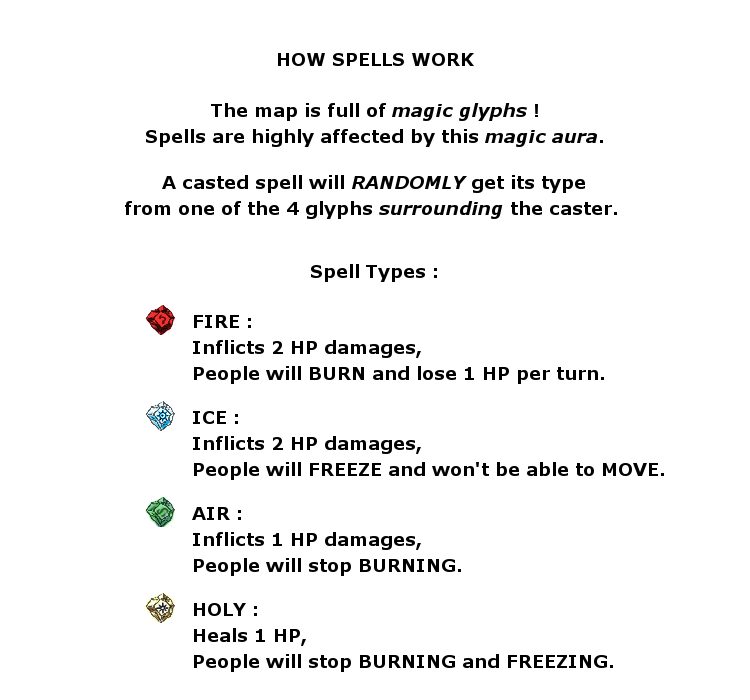 HOW SPELLS WORK
The map is full of magic glyphs !
Spells are highly affected by this magic aura.
A casted spell will RANDOMLY get its type
from one of the 4 glyphs surrounding the caster.
Spell Types :
FIRE :
Inflicts 2 HP damages,
People will BURN and lose 1 HP per turn.
ICE :
Inflicts 2 HP damages,
People will FREEZE and won't be able to MOVE.
AIR :
Inflicts 1 HP damages,
People will stop BURNING.
HOLY :
Heals 1 HP,
People will stop BURNING and FREEZING.